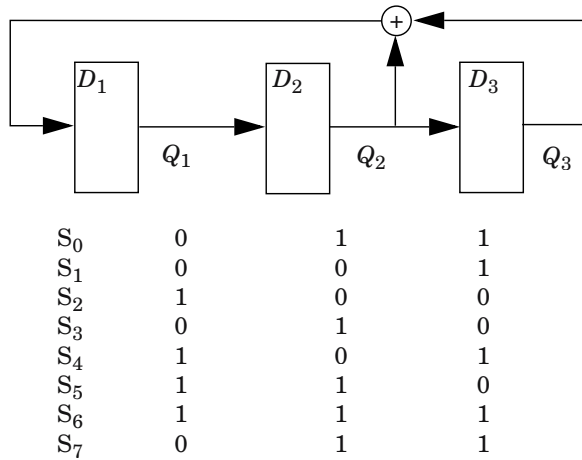 +
D₁ D₂ D₃
Q₁ Q₂ Q₃
S₀ 0 1 1
S₁ 0 0 1
S₂ 1 0 0
S₃ 0 1 0
S₄ 1 0 1
S₅ 1 1 0
S₆ 1 1 1
S₇ 0 1 1